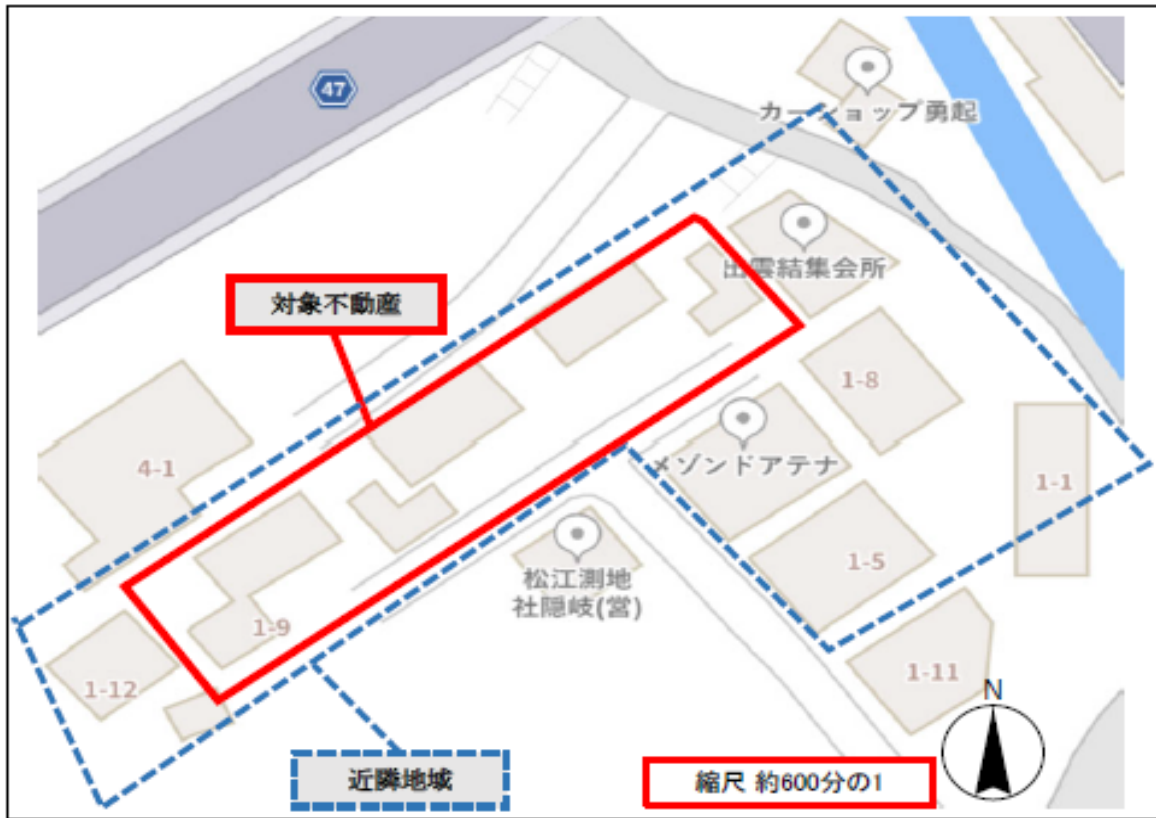 47
カーショップ勇起
出雲結集会所
対象不動産
1-8
4-1
メゾンドアテナ
1-1
1-5
松江測地
社隠岐(営)
1-9
1-12
1-11
N
近隣地域
縮尺 約600分の1